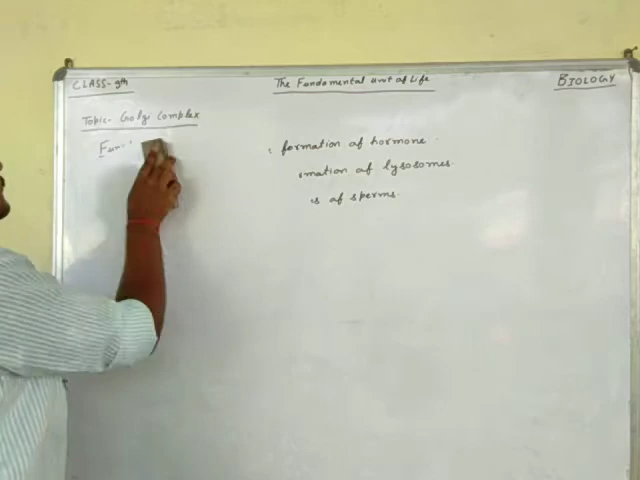 CLASS-9th
The Fundamental unit of Life
BIOLOGY
Topic- Golgi Complex
Fun-:
formation of hormone.
mation of lysosomes.
is of sperms.